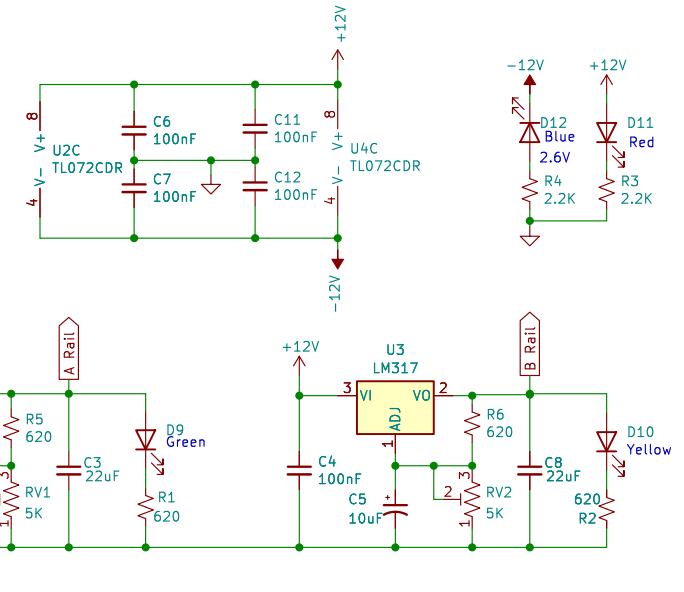 +12V
8
V+
U2C
TL072CDR
V-
4
C6
100nF
C7
100nF
C11
100nF
C12
100nF
8
V+
U4C
TL072CDR
V-
4
-12V
-12V
+12V
D12
Blue
2.6V
D11
Red
R4
2.2K
R3
2.2K
A Rail
R5
620
3
RV1
5K
1
C3
22uF
D9
Green
R1
620
+12V
C4
100nF
U3
LM317
3
VI
VO
2
ADJ
1
+
C5
10uF
R6
620
2
3
RV2
5K
1
B Rail
C8
22uF
D10
Yellow
620
R2